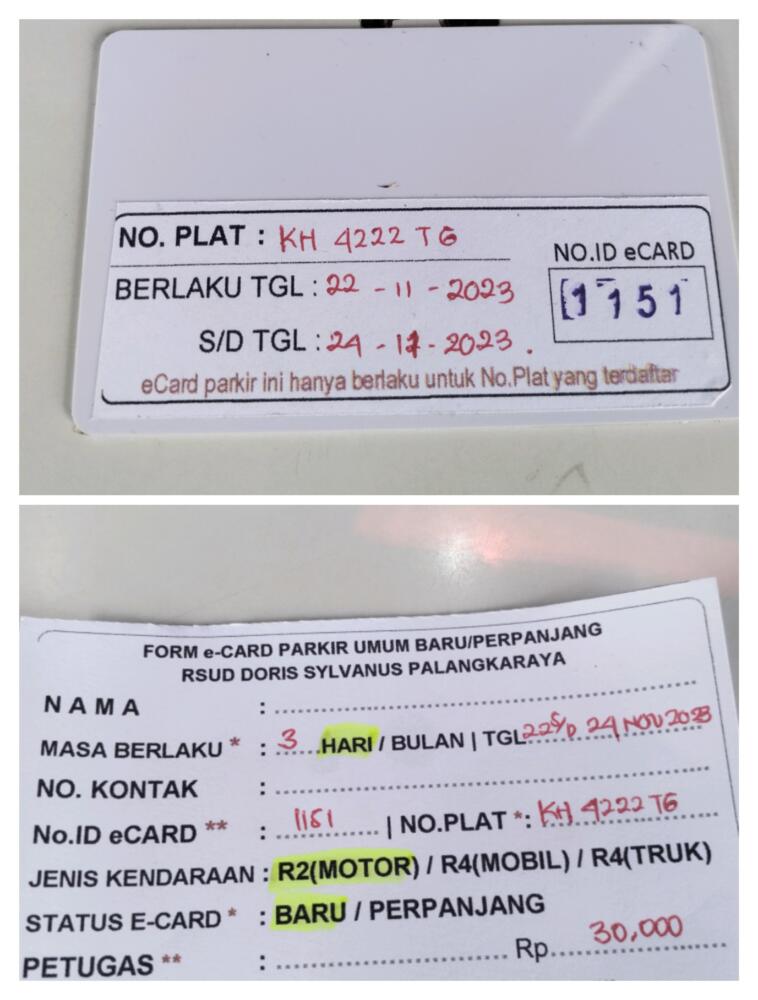 NO. PLAT : KH 4222 TG
NO.ID eCARD
BERLAKU TGL : 22 - 11 - 2023
1151
S/D TGL : 24 - 11 - 2023.
eCard parkir ini hanya berlaku untuk No.Plat yang terdaftar
FORM e-CARD PARKIR UMUM BARU/PERPANJANG
RSUD DORIS SYLVANUS PALANGKARAYA
NAMA :
MASA BERLAKU * : 3 HARI / BULAN | TGL 22 S/D 24 NOV 2023
NO. KONTAK :
No.ID eCARD ** : 1151 | NO.PLAT *: KH 4222 TG
JENIS KENDARAAN : R2(MOTOR) / R4(MOBIL) / R4(TRUK)
STATUS E-CARD * : BARU / PERPANJANG
PETUGAS ** : Rp 30,000